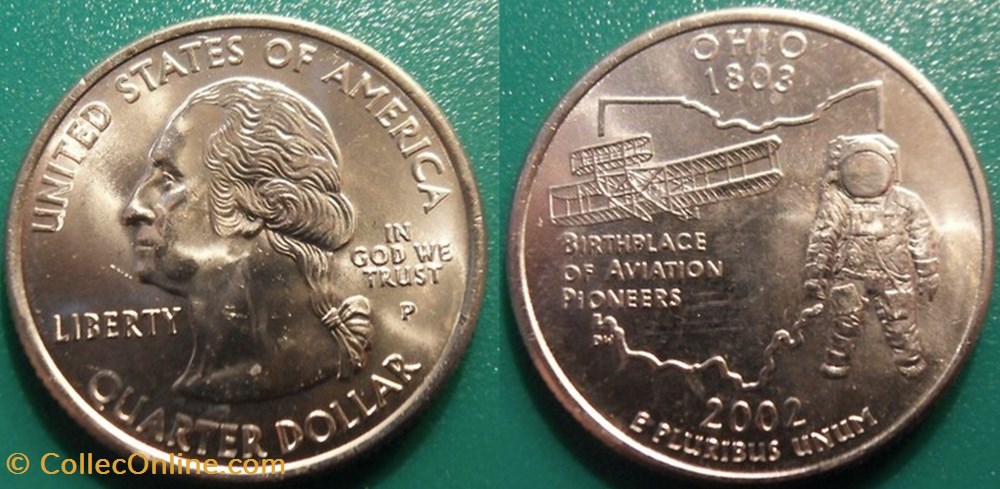 UNITED STATES OF AMERICA
IN
GOD WE
TRUST
P
LIBERTY
QUARTER DOLLAR
OHIO
1803
BIRTHPLACE
OF AVIATION
PIONEERS
DW
2002
E PLURIBUS UNUM
© CollecOnline.com